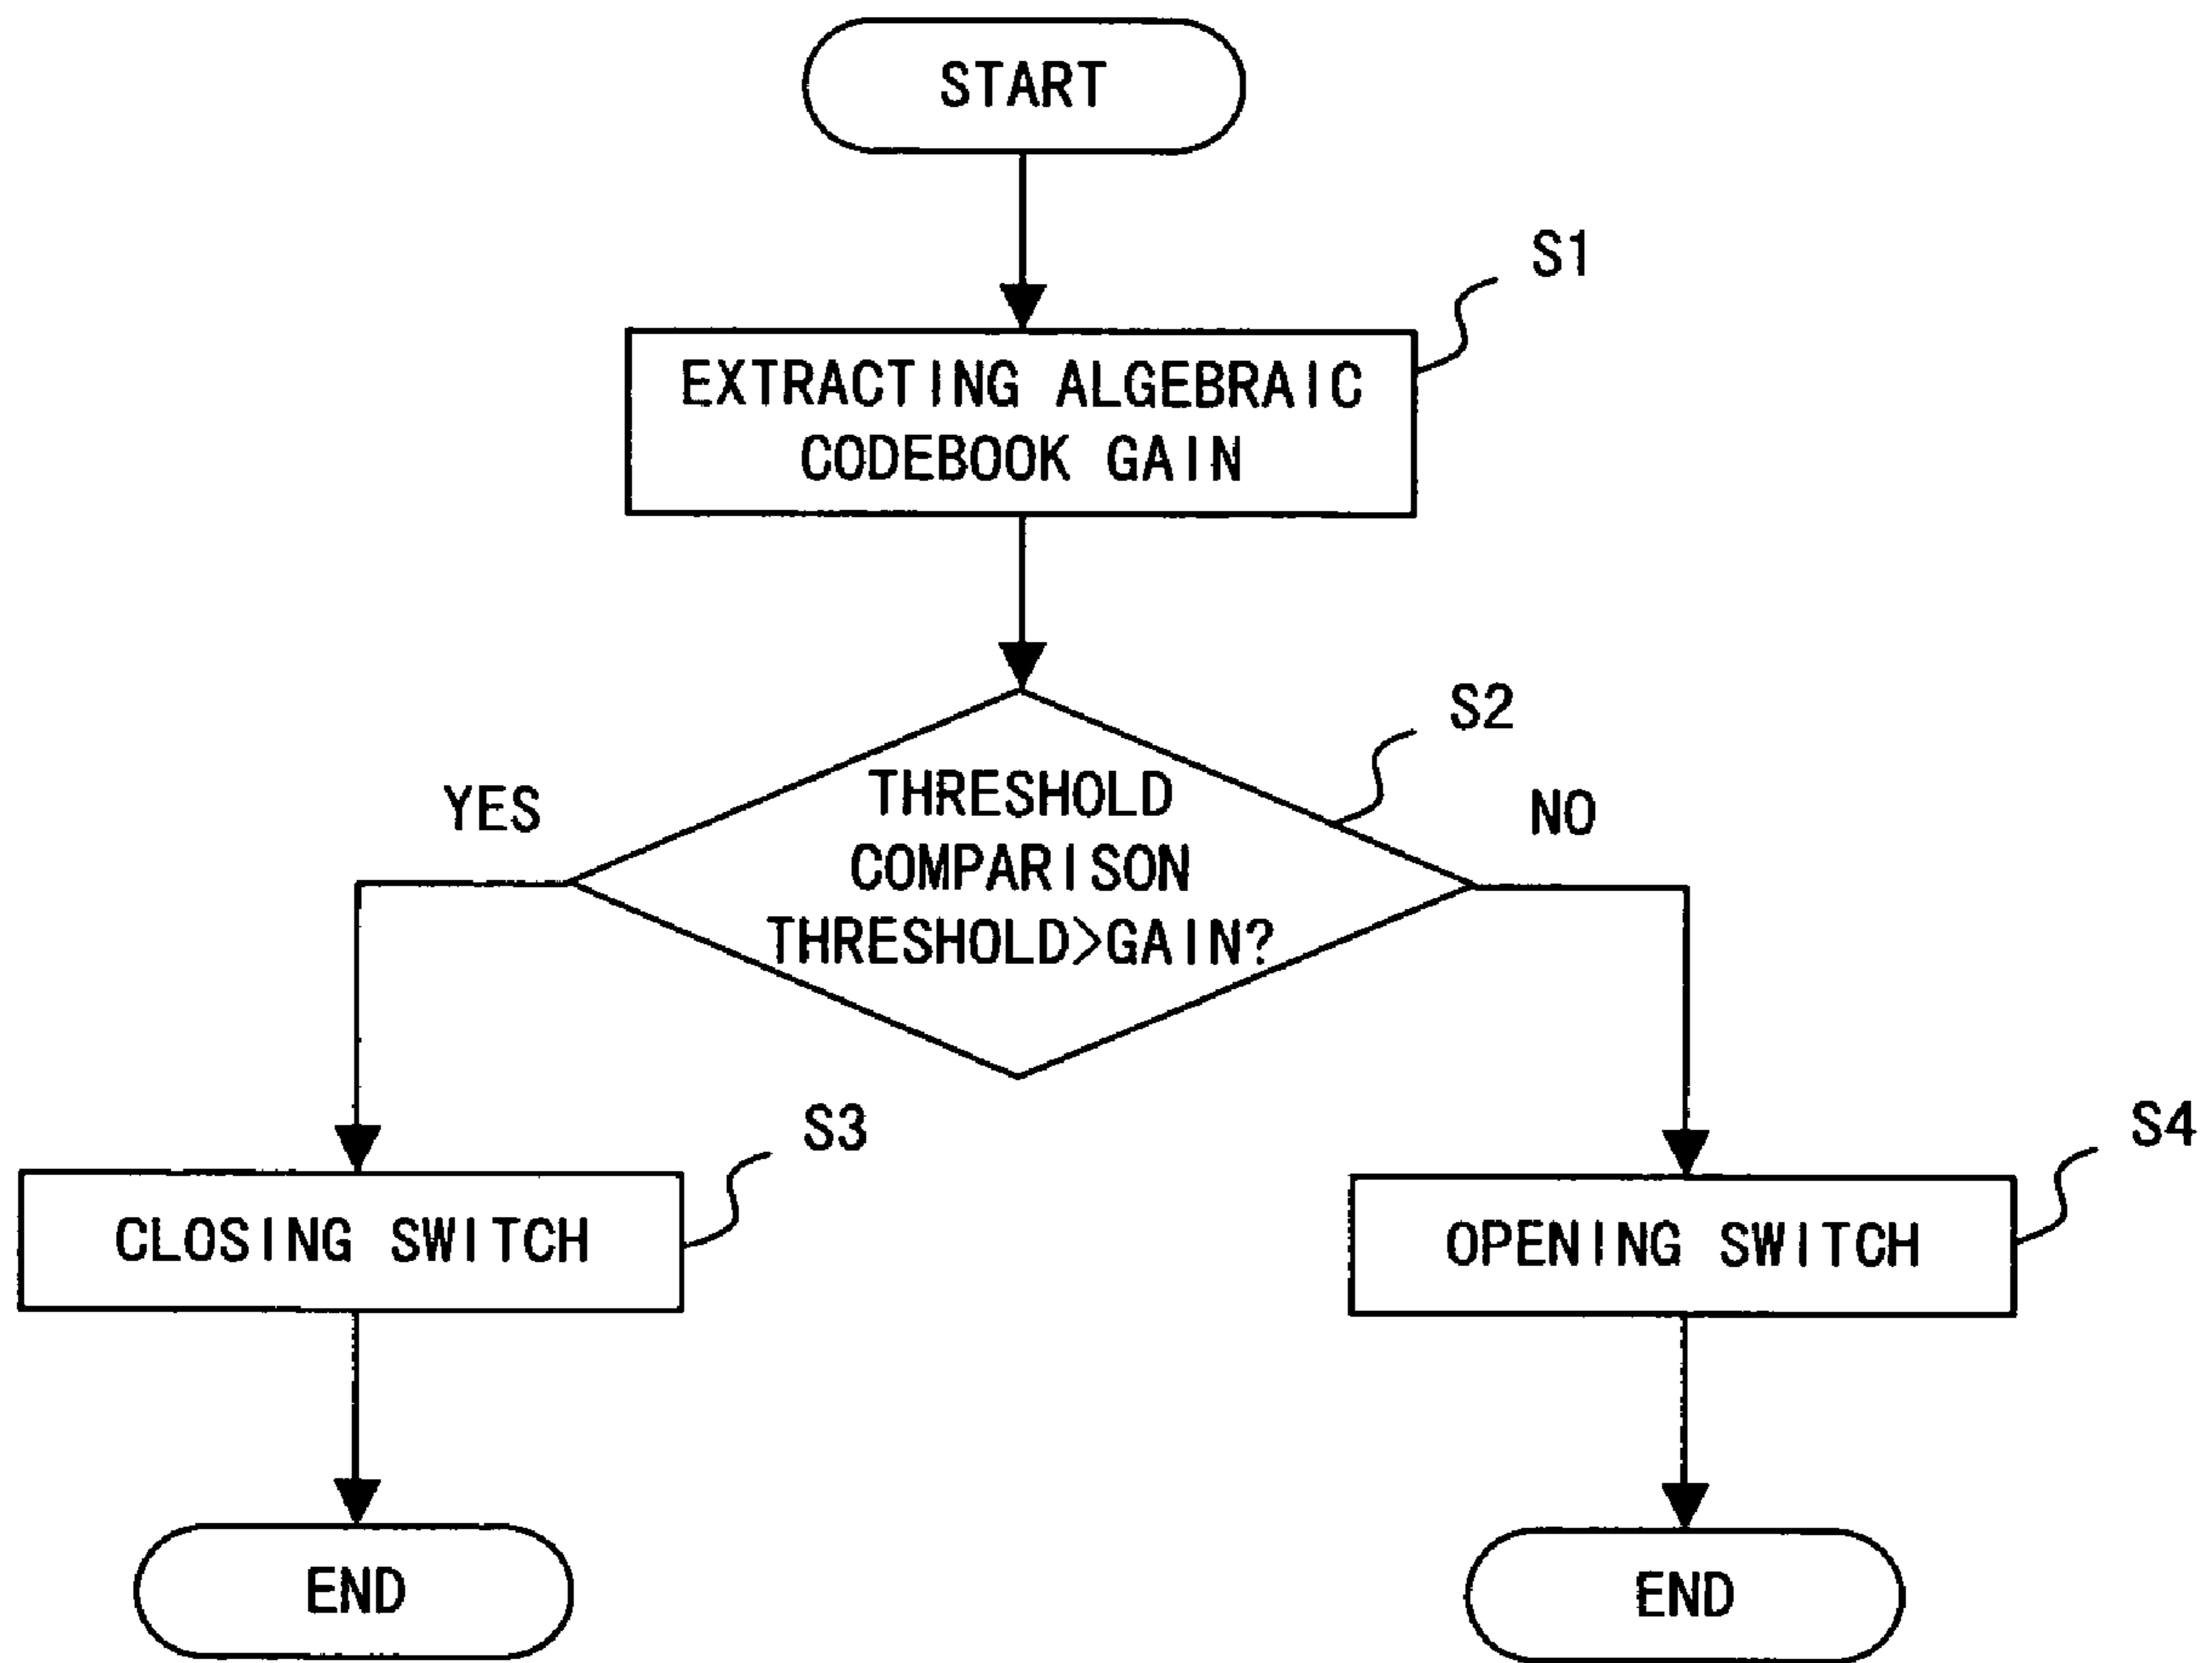 START
S1
EXTRACTING ALGEBRAIC
CODEBOOK GAIN
S2
THRESHOLD
COMPARISON
THRESHOLD>GAIN?
YES
NO
S3
CLOSING SWITCH
S4
OPENING SWITCH
END
END